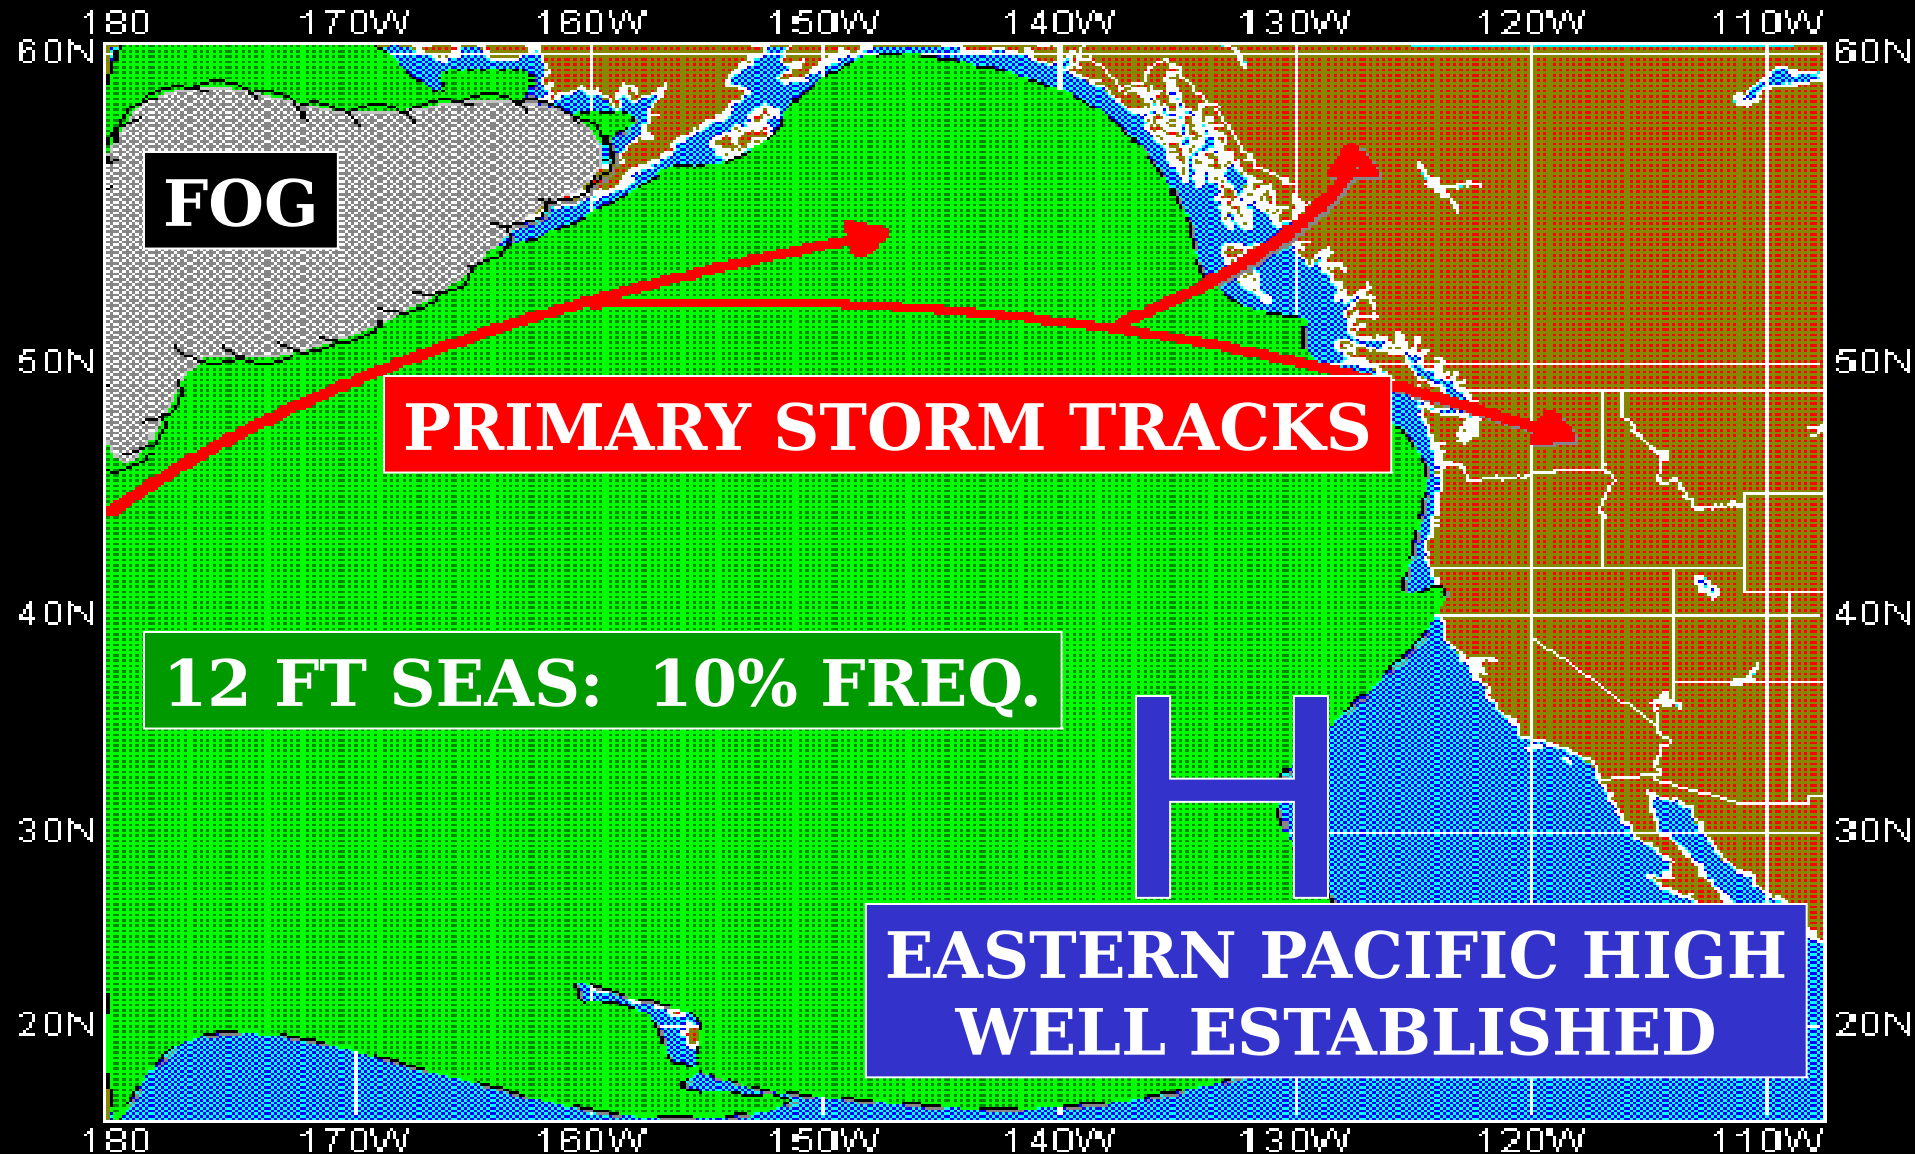 180 170W 160W 150W 140W 130W 120W 110W
60N 60N
FOG
50N 50N
PRIMARY STORM TRACKS
40N 40N
12 FT SEAS: 10% FREQ.
H
30N 30N
EASTERN PACIFIC HIGH
WELL ESTABLISHED
20N 20N
180 170W 160W 150W 140W 130W 120W 110W